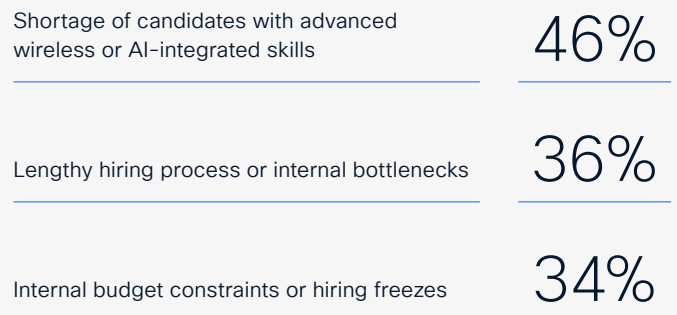 Shortage of candidates with advanced
wireless or AI-integrated skills
46%
Lengthy hiring process or internal bottlenecks
36%
Internal budget constraints or hiring freezes
34%